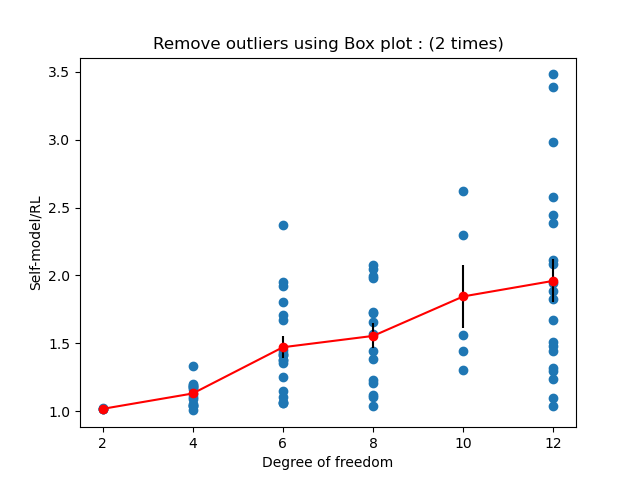 Remove outliers using Box plot : (2 times)
3.5
3.0
2.5
2.0
1.5
1.0
Self-model/RL
2 4 6 8 10 12
Degree of freedom